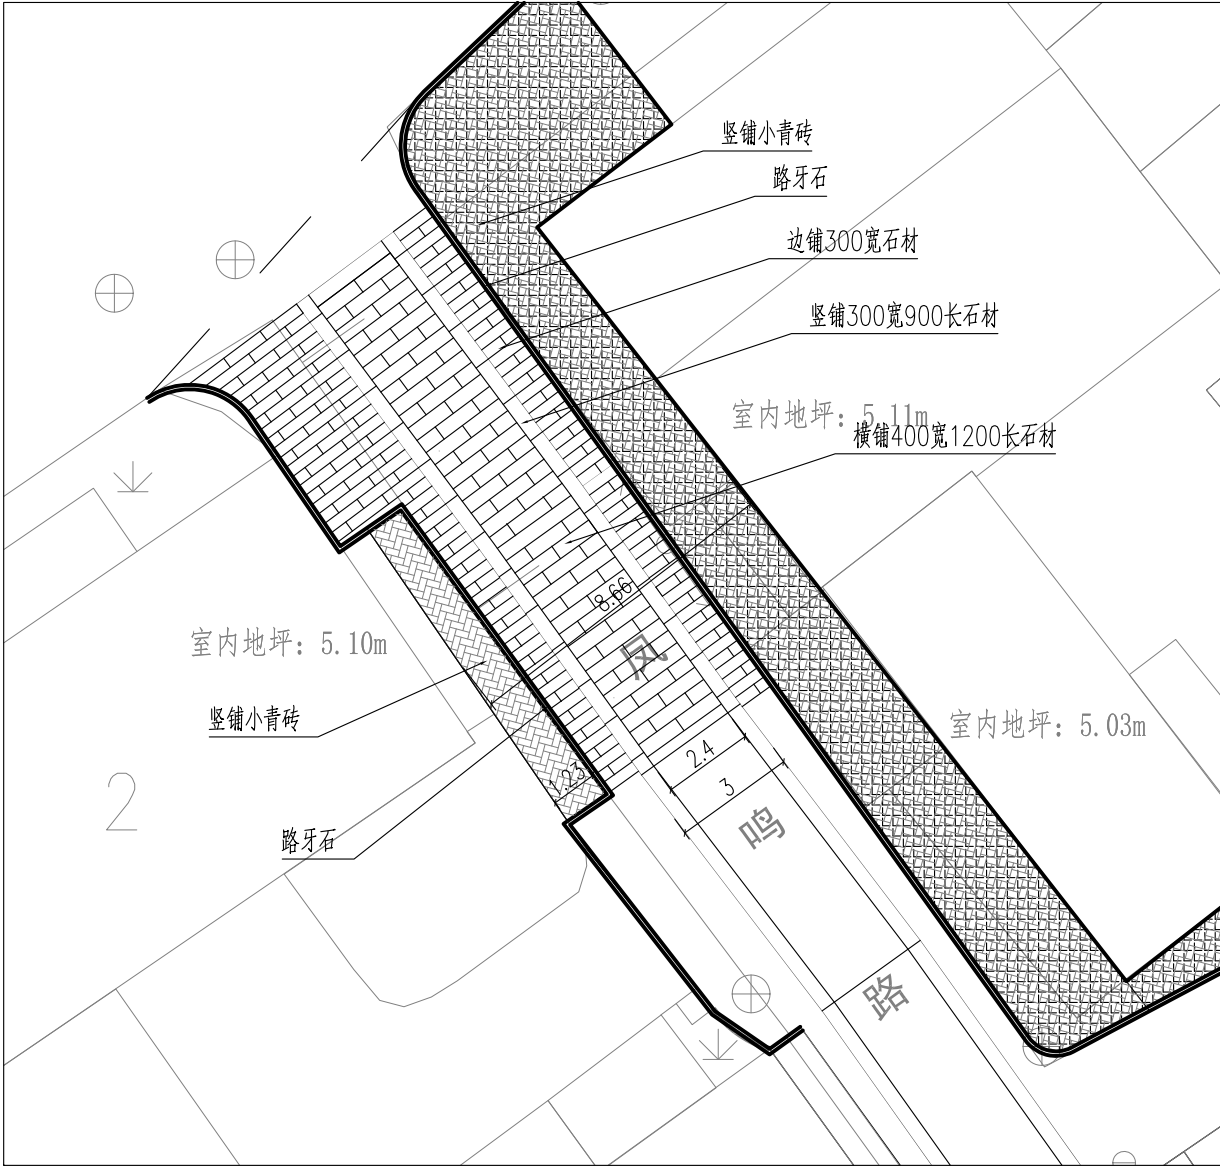 竖铺小青砖
路牙石
边铺300宽石材
竖铺300宽900长石材
室内地坪：5.11m
横铺400宽1200长石材
8.66
凤
室内地坪：5.10m
竖铺小青砖
室内地坪：5.03m
2.4
1.23
3
2
鸣
路牙石
路